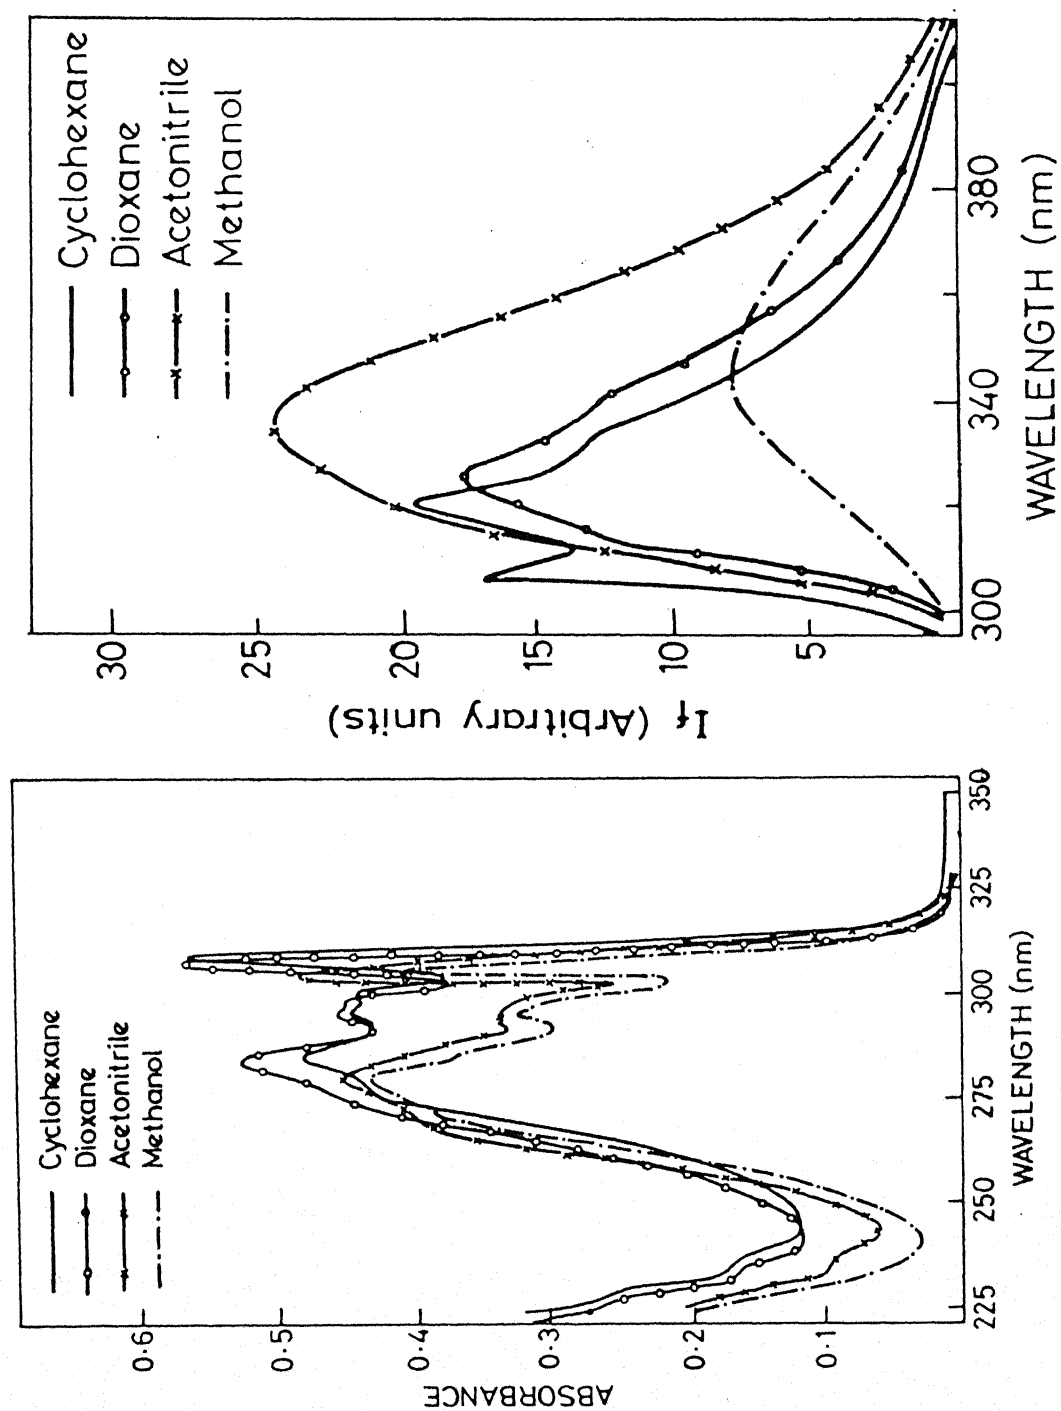 Cyclohexane
Dioxane
Acetonitrile
Methanol
0.6
0.5
0.4
0.3
0.2
0.1
ABSORBANCE
225
250
275
300
325
350
WAVELENGTH (nm)
Cyclohexane
Dioxane
Acetonitrile
Methanol
30
25
20
15
10
5
If (Arbitrary units)
300
340
380
WAVELENGTH (nm)